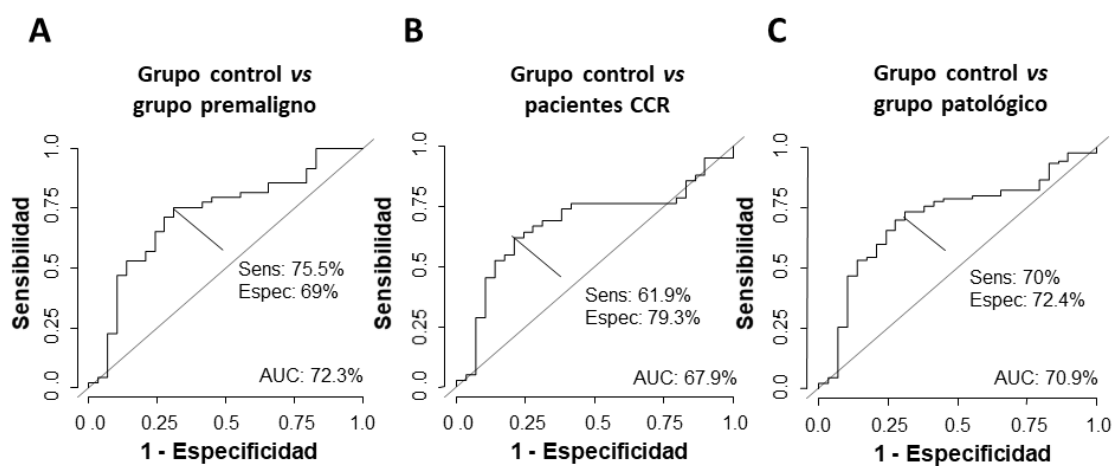 A
Grupo control vs
grupo premaligno
Sensibilidad
1.0
0.75
0.5
0.25
0.0
Sens: 75.5%
Espec: 69%
AUC: 72.3%
0 .0 0.25 0.5 0.75 1.0
1 - Especificidad
B
Grupo control vs
pacientes CCR
Sensibilidad
1.0
0.75
0.5
0.25
0.0
Sens: 61.9%
Espec: 79.3%
AUC: 67.9%
0 .0 0.25 0.5 0.75 1.0
1 - Especificidad
C
Grupo control vs
grupo patológico
Sensibilidad
1.0
0.75
0.5
0.25
0.0
Sens: 70%
Espec: 72.4%
AUC: 70.9%
0 .0 0.25 0.5 0.75 1.0
1 - Especificidad